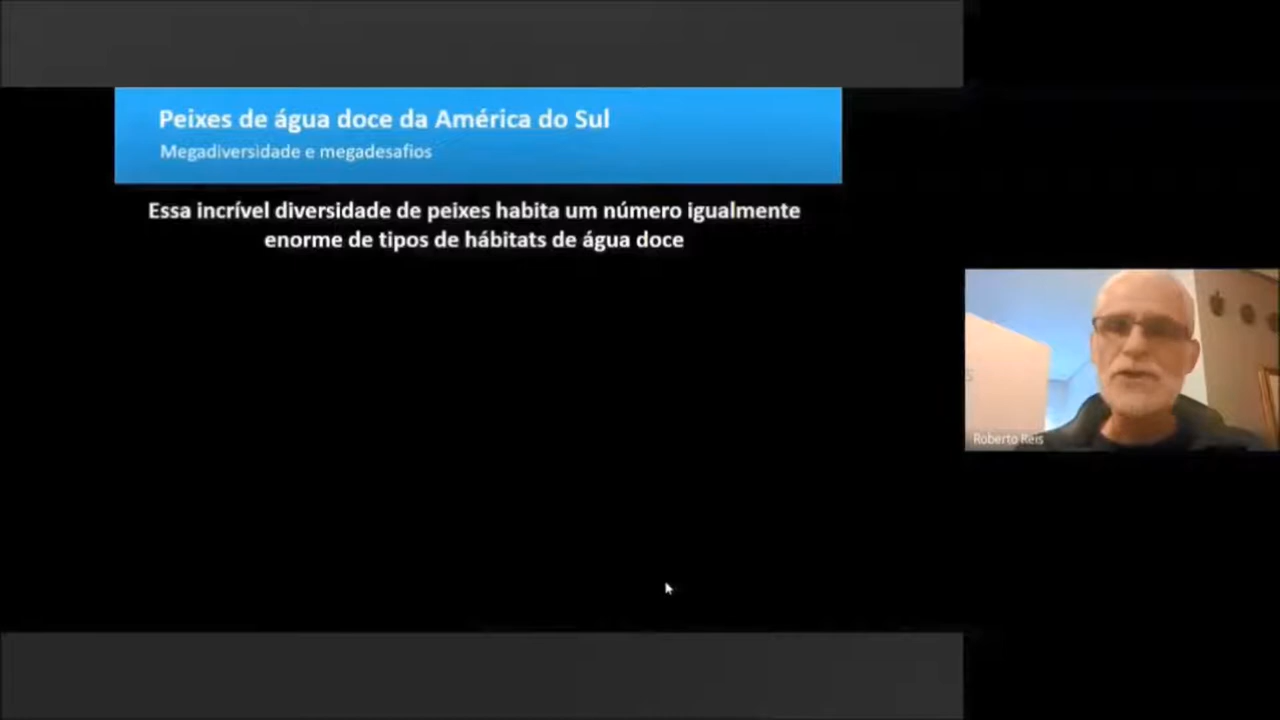 Peixes de água doce da América do Sul
Megadiversidade e megadesafios
Essa incrível diversidade de peixes habita um número igualmente
enorme de tipos de hábitats de água doce
S
Roberto Reis